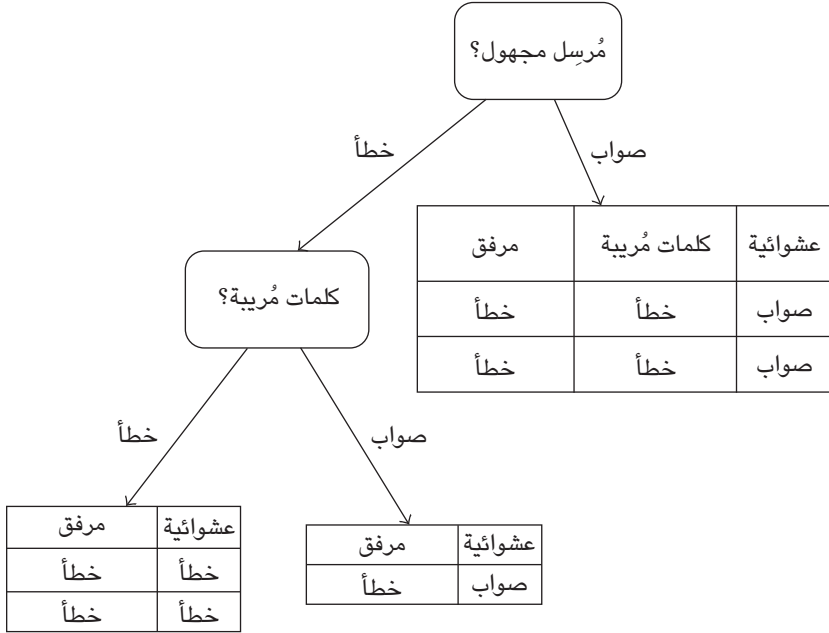 مُرسِل مجهول؟
خطأ
صواب
عشوائية كلمات مُريبة مرفق
صواب خطأ خطأ
صواب خطأ خطأ
كلمات مُريبة؟
خطأ
صواب
عشوائية مرفق
صواب خطأ
عشوائية مرفق
خطأ خطأ
خطأ خطأ